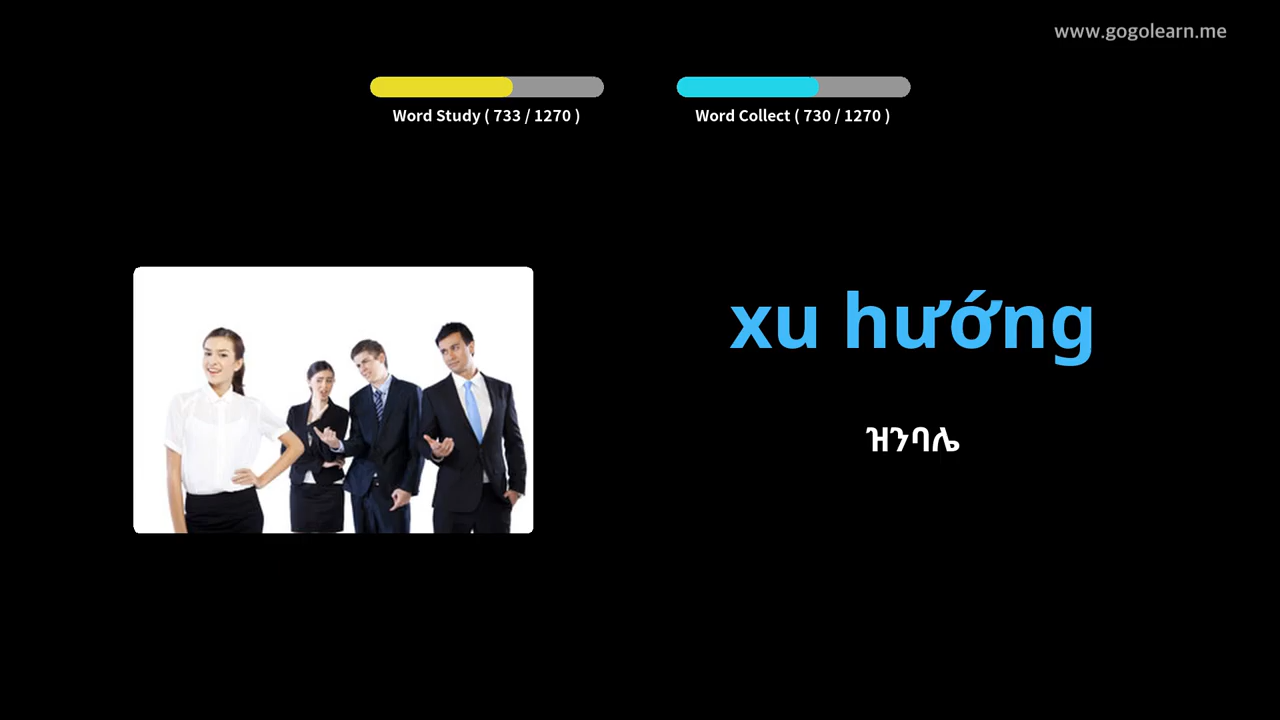 www.gogolearn.me
Word Study ( 733 / 1270 )
Word Collect ( 730 / 1270 )
xu hướng
ዝንባሌ